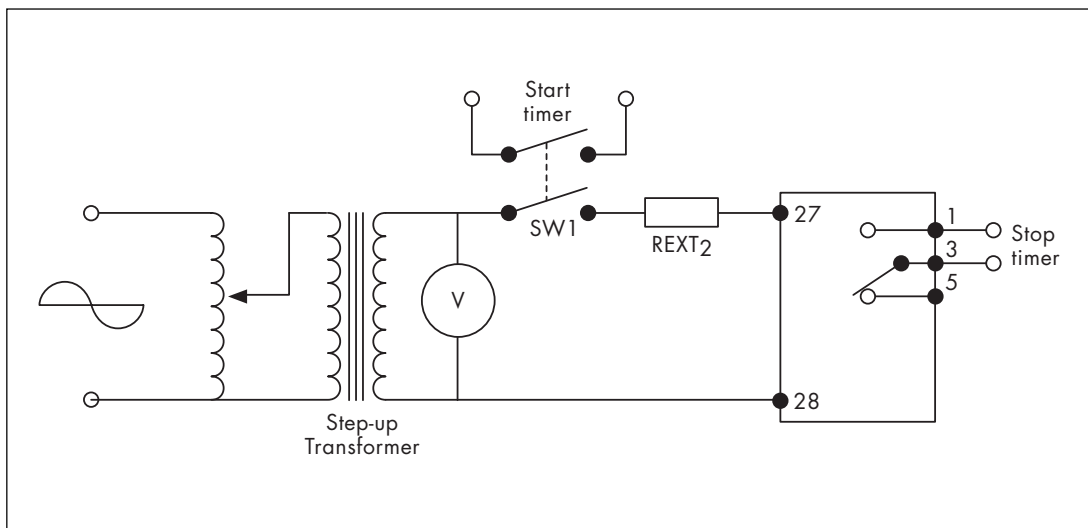 Start
timer
SW1
REXT2
27
28
1
3
5
Stop
timer
V
Step-up
Transformer